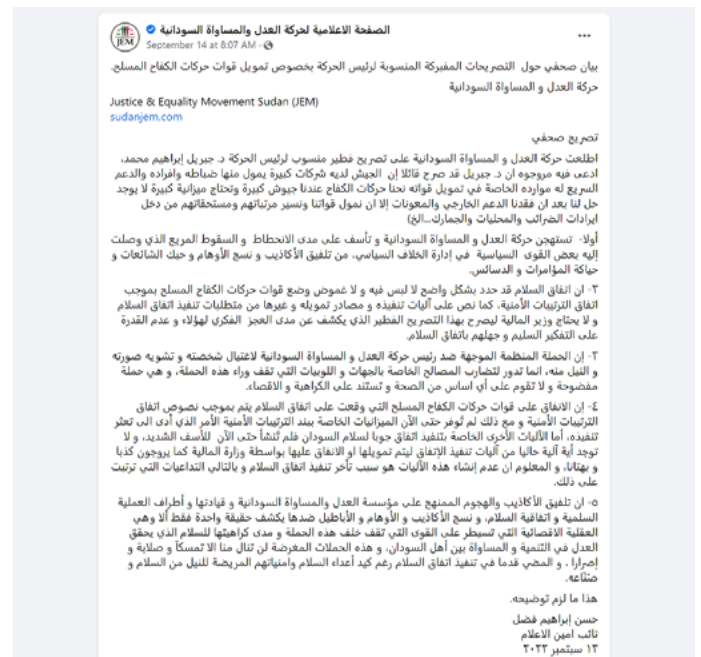 الصفحة الاعلامية لحركة العدل والمساواة السودانية
September 14 at 8:07 AM
JEM
بيان صحفي حول التصريحات المفبركة المنسوبة لرئيس الحركة بخصوص تمويل قوات حركات الكفاح المسلح.
حركة العدل و المساواة السودانية
Justice & Equality Movement Sudan (JEM)
sudanjem.com
تصريح صحفي
اطلعت حركة العدل و المساواة السودانية على تصريح فطير منسوب لرئيس الحركة د. جبريل إبراهيم محمد،
ادعى فيه مروجوه ان د. جبريل قد صرح قائلا إن الجيش لديه شركات كبيرة يمول منها ضباطه وافراده والدعم
السريع له موارده الخاصة في تمويل قواته نحنا حركات الكفاح عندنا جيوش كبيرة وتحتاج ميزانية كبيرة لا يوجد
حل لنا بعد ان فقدنا الدعم الخارجي والمعونات إلا ان نمول قواتنا ونسير مرتباتهم ومستحقاتهم من دخل
ايرادات الضرائب والمحليات والجمارك...الخ)
أولا- تستهجن حركة العدل و المساواة السودانية و تأسف على مدى الانحطاط و السقوط المريع الذي وصلت
إليه بعض القوى السياسية في إدارة الخلاف السياسي، من تلفيق الأكاذيب و نسج الأوهام و حبك الشائعات و
حياكة المؤامرات و الدسائس.
٢- ان اتفاق السلام قد حدد بشكل واضح لا لبس فيه و لا غموض وضع قوات حركات الكفاح المسلح بموجب
اتفاق الترتيبات الأمنية، كما نص على آليات تنفيذه و مصادر تمويله و غيرها من متطلبات تنفيذ اتفاق السلام
و لا يحتاج وزير المالية ليصرح بهذا التصريح الفطير الذي يكشف عن مدى العجز الفكري لهؤلاء و عدم القدرة
على التفكير السليم و جهلهم باتفاق السلام.
٣- إن الحملة المنظمة الموجهة ضد رئيس حركة العدل و المساواة السودانية لاغتيال شخصته و تشويه صورته
و النيل منه، انما تدور لتضارب المصالح الخاصة بالجهات و اللوبيات التي تقف وراء هذه الحملة، و هي حملة
مفضوحة و لا تقوم على أي اساس من الصحة و تستند على الكراهية و الاقصاء.
٤- إن الانفاق على قوات حركات الكفاح المسلح التي وقعت على اتفاق السلام يتم بموجب نصوص اتفاق
الترتيبات الأمنية و مع ذلك لم تُوفر حتى الآن الميزانيات الخاصة ببند الترتيبات الأمنية الأمر الذي أدى الى تعثر
تنفيذه، أما الآليات الأخرى الخاصة بتنفيذ اتفاق جوبا لسلام السودان فلم تُنشأ حتى الآن للأسف الشديد، و لا
توجد أية آلية حاليا من آليات تنفيذ الإتفاق ليتم تمويلها او الانفاق عليها بواسطة وزارة المالية كما يروجون كذبا
و بهتانا، و المعلوم ان عدم إنشاء هذه الآليات هو سبب تأخر تنفيذ اتفاق السلام و بالتالي التداعيات التي ترتبت
على ذلك.
٥- ان تلفيق الأكاذيب والهجوم الممنهج على مؤسسة العدل والمساواة السودانية و قيادتها و أطراف العملية
السلمية و اتفاقية السلام، و نسج الأكاذيب و الأوهام و الأباطيل ضدها يكشف حقيقة واحدة فقط ألا وهي
العقلية الاقصائية التي تسيطر على القوى التي تقف خلف هذه الحملة و مدى كراهيتها للسلام الذي يحقق
العدل في التنمية و المساواة بين أهل السودان، و هذه الحملات المغرضة لن تنال منا الا تمسكاً و صلابة و
إصرارا ، و المضي قدما في تنفيذ اتفاق السلام رغم كيد أعداء السلام وامنياتهم المريضة للنيل من السلام و
صنّاعه.
هذا ما لزم توضيحه.
حسن إبراهيم فضل
نائب امين الاعلام
١٣ سبتمبر ٢٠٢٢